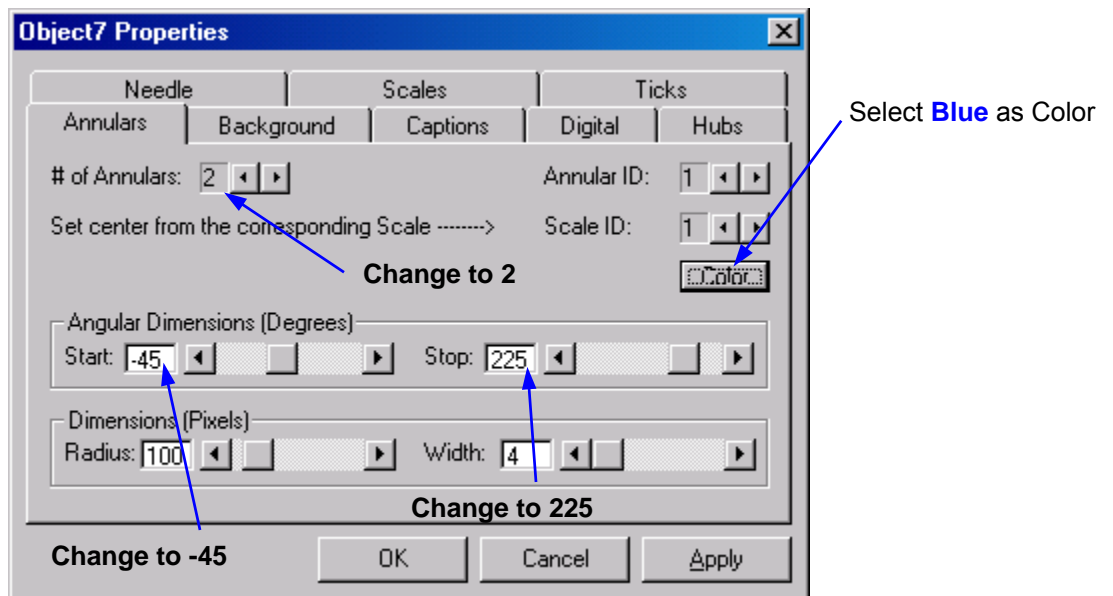 Object7 Properties
Needle Scales Ticks
Annulars Background Captions Digital Hubs
Select Blue as Color
# of Annulars: 2 Annular ID: 1
Set center from the corresponding Scale --------> Scale ID: 1
Change to 2
Color...
Angular Dimensions (Degrees)
Start: -45 Stop: 225
Dimensions (Pixels)
Radius: 100 Width: 4
Change to 225
Change to -45
OK Cancel Apply